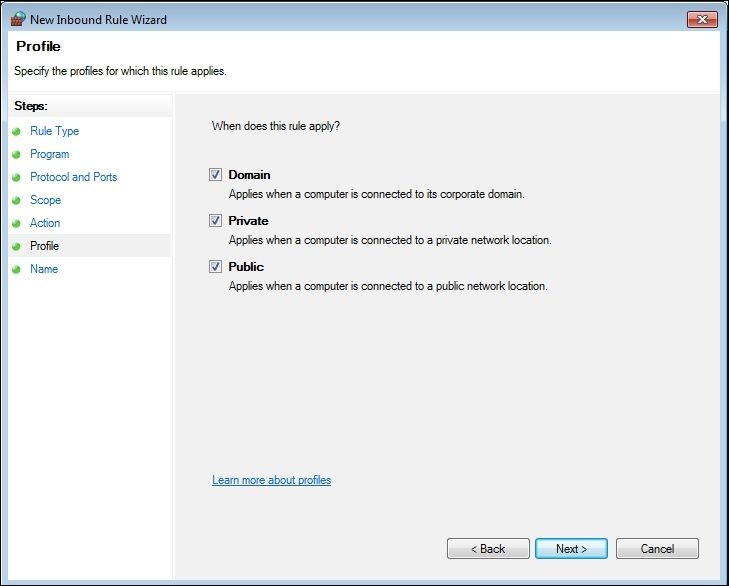 New Inbound Rule Wizard
Profile
Specify the profiles for which this rule applies.
Steps:
Rule Type
Program
Protocol and Ports
Scope
Action
Profile
Name
When does this rule apply?
Domain
Applies when a computer is connected to its corporate domain.
Private
Applies when a computer is connected to a private network location.
Public
Applies when a computer is connected to a public network location.
Learn more about profiles
< Back
Next >
Cancel